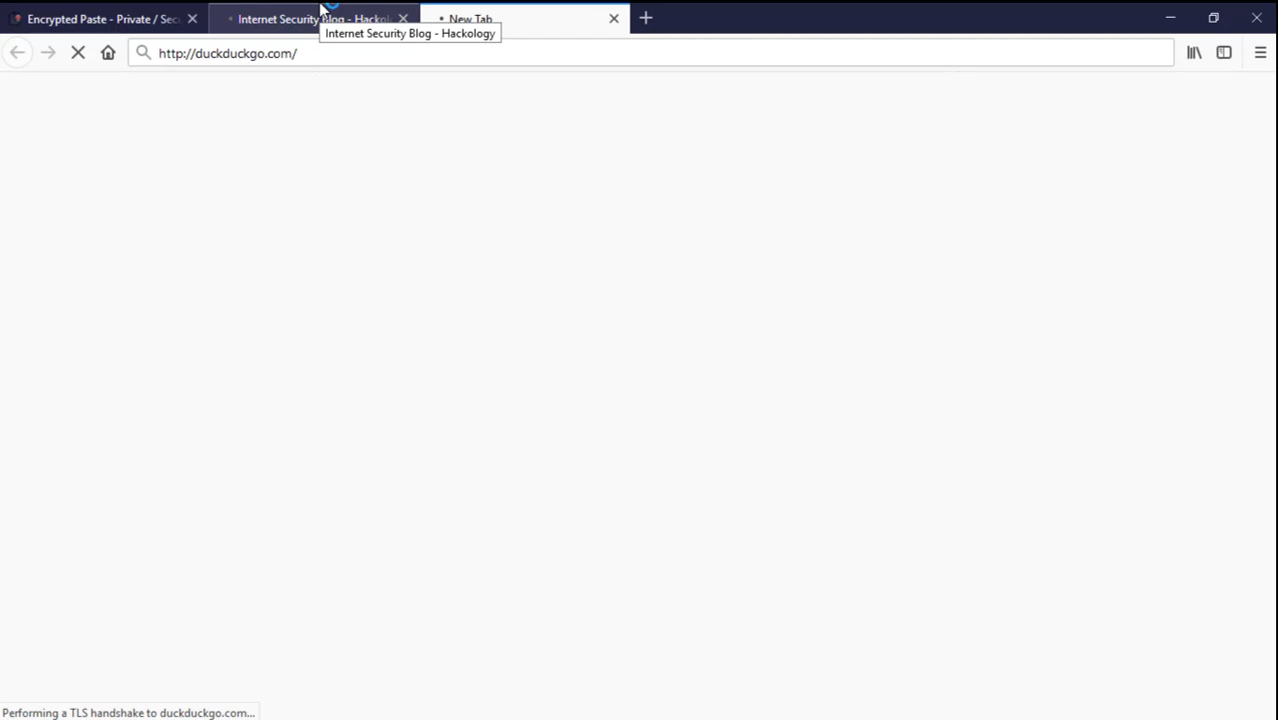 Encrypted Paste - Private / Sec
Internet Security Blog - Hackolo
New Tab
Internet Security Blog - Hackology
http://duckduckgo.com/
Performing a TLS handshake to duckduckgo.com...